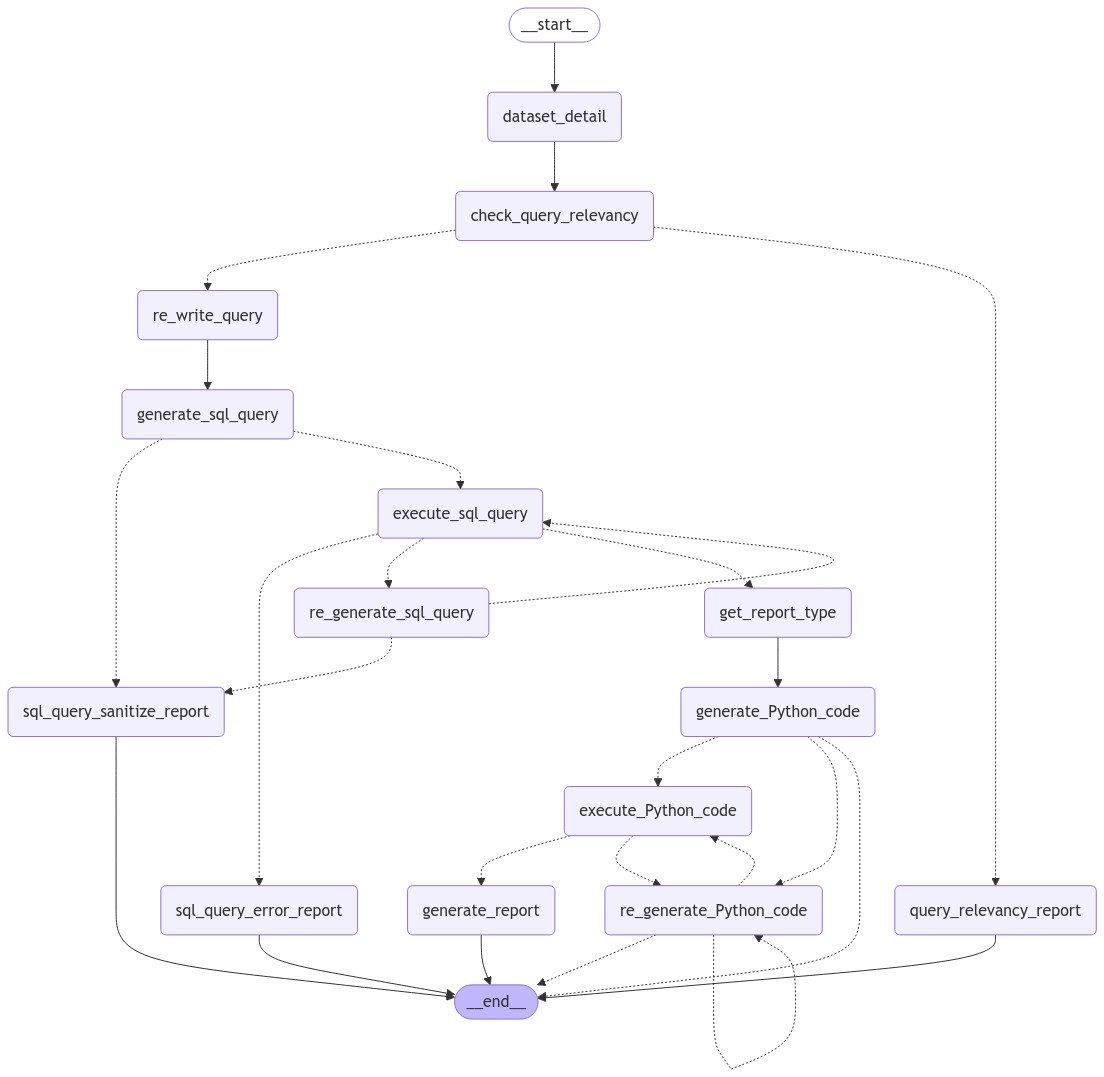 __start__
dataset_detail
check_query_relevancy
re_write_query
generate_sql_query
execute_sql_query
re_generate_sql_query
get_report_type
sql_query_sanitize_report
generate_Python_code
execute_Python_code
sql_query_error_report
generate_report
re_generate_Python_code
query_relevancy_report
__end__